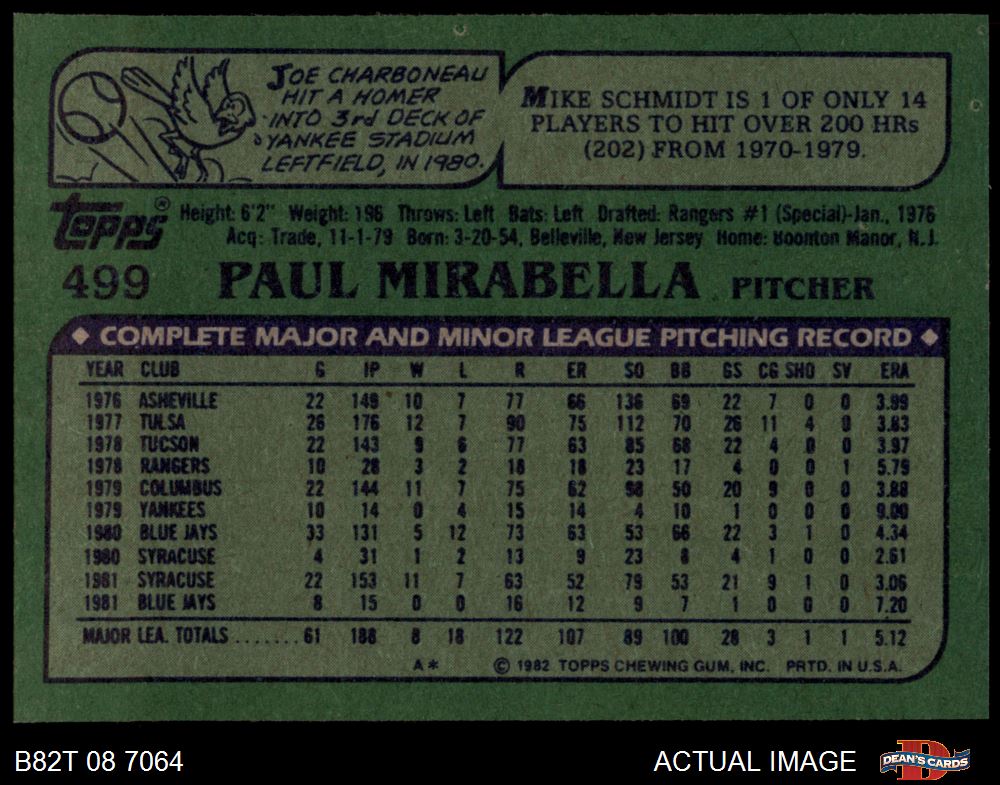 JOE CHARBONEAU
HIT A HOMER
INTO 3rd DECK OF
YANKEE STADIUM
LEFTFIELD, IN 1980.
MIKE SCHMIDT IS 1 OF ONLY 14
PLAYERS TO HIT OVER 200 HRs
(202) FROM 1970-1979.
Topps®
Height: 6'2" Weight: 196 Throws: Left Bats: Left Drafted: Rangers #1 (Special)-Jan., 1976
Acq: Trade, 11-1-79 Born: 3-20-54, Belleville, New Jersey Home: Boonton Manor, N.J.
499 PAUL MIRABELLA PITCHER
◆ COMPLETE MAJOR AND MINOR LEAGUE PITCHING RECORD ◆
YEAR CLUB G IP W L R ER SO BB GS CG SHO SV ERA
1976 ASHEVILLE 22 149 10 7 77 66 136 69 22 7 0 0 3.99
1977 TULSA 26 176 12 7 90 75 112 70 26 11 4 0 3.83
1978 TUCSON 22 143 9 6 77 63 85 68 22 4 0 0 3.97
1978 RANGERS 10 28 3 2 18 18 23 17 4 0 0 1 5.79
1979 COLUMBUS 22 144 11 7 75 62 98 50 20 9 0 0 3.88
1979 YANKEES 10 14 0 4 15 14 4 10 1 0 0 0 9.00
1980 BLUE JAYS 33 131 5 12 73 63 53 66 22 3 1 0 4.34
1980 SYRACUSE 4 31 1 2 13 9 23 8 4 1 0 0 2.61
1981 SYRACUSE 22 153 11 7 63 52 79 53 21 9 1 0 3.06
1981 BLUE JAYS 8 15 0 0 16 12 9 7 1 0 0 0 7.20
MAJOR LEA. TOTALS ....... 61 188 8 18 122 107 89 100 28 3 1 1 5.12
A* © 1982 TOPPS CHEWING GUM, INC. PRTD. IN U.S.A.
B82T 08 7064 ACTUAL IMAGE
D
DEAN'S CARDS